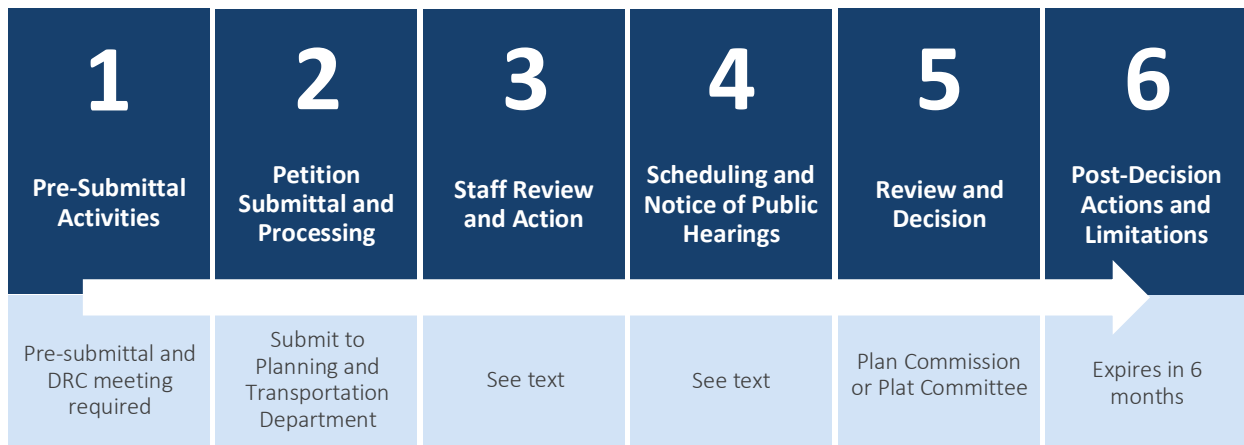 1
Pre-Submittal
Activities
Pre-submittal and
DRC meeting
required
2
Petition
Submittal and
Processing
Submit to
Planning and
Transportation
Department
3
Staff Review
and Action
See text
4
Scheduling and
Notice of Public
Hearings
See text
5
Review and
Decision
Plan Commission
or Plat Committee
6
Post-Decision
Actions and
Limitations
Expires in 6
months